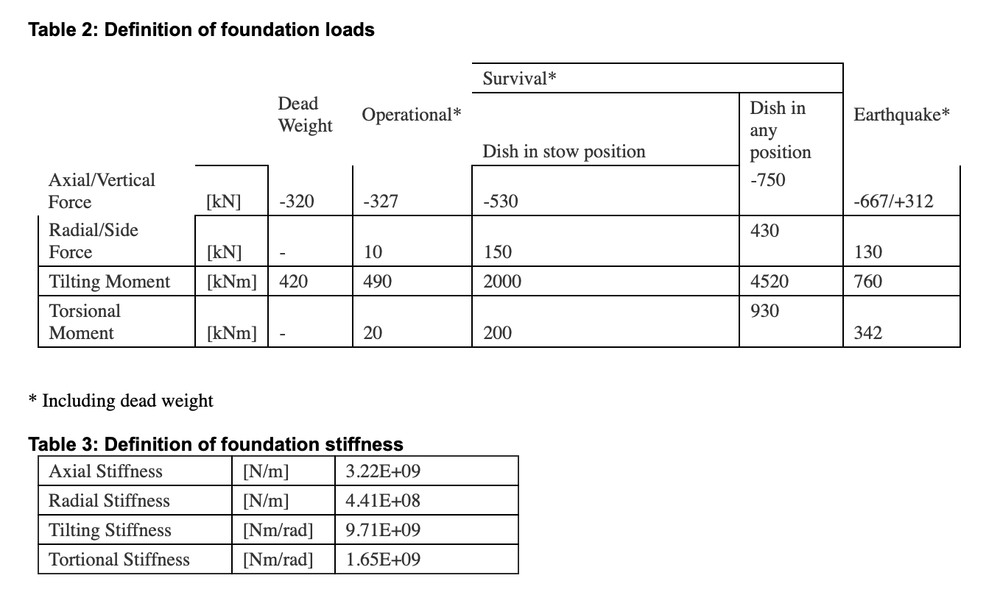 Table 2: Definition of foundation loads
Survival*
Dead
Weight
Operational*
Dish in stow position
Dish in
any
position
Earthquake*
Axial/Vertical
Force [kN] -320 -327 -530 -750 -667/+312
Radial/Side
Force [kN] - 10 150 430 130
Tilting Moment [kNm] 420 490 2000 4520 760
Torsional
Moment [kNm] - 20 200 930 342
* Including dead weight
Table 3: Definition of foundation stiffness
Axial Stiffness [N/m] 3.22E+09
Radial Stiffness [N/m] 4.41E+08
Tilting Stiffness [Nm/rad] 9.71E+09
Tortional Stiffness [Nm/rad] 1.65E+09